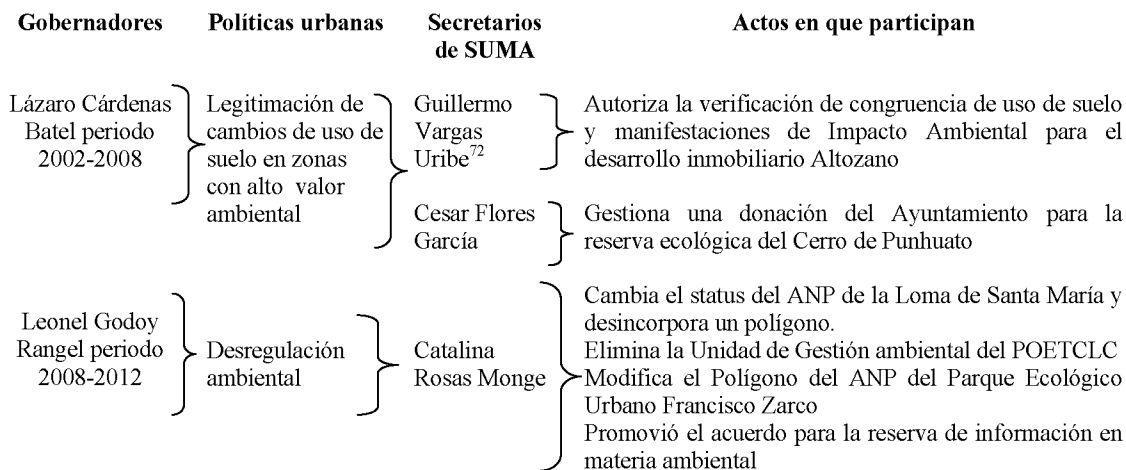 Gobernadores Políticas urbanas Secretarios de SUMA Actos en que participan
Lázaro Cárdenas
Batel periodo
2002-2008
Legitimación de
cambios de uso de
suelo en zonas
con alto valor
ambiental
Guillermo
Vargas
Uribe72
Autoriza la verificación de congruencia de uso de suelo
y manifestaciones de Impacto Ambiental para el
desarrollo inmobiliario Altozano
Cesar Flores
García
Gestiona una donación del Ayuntamiento para la
reserva ecológica del Cerro de Punhuato
Leonel Godoy
Rangel periodo
2008-2012
Desregulación
ambiental
Catalina
Rosas Monge
Cambia el status del ANP de la Loma de Santa María y
desincorpora un polígono.
Elimina la Unidad de Gestión ambiental del POETCLC
Modifica el Polígono del ANP del Parque Ecológico
Urbano Francisco Zarco
Promovió el acuerdo para la reserva de información en
materia ambiental